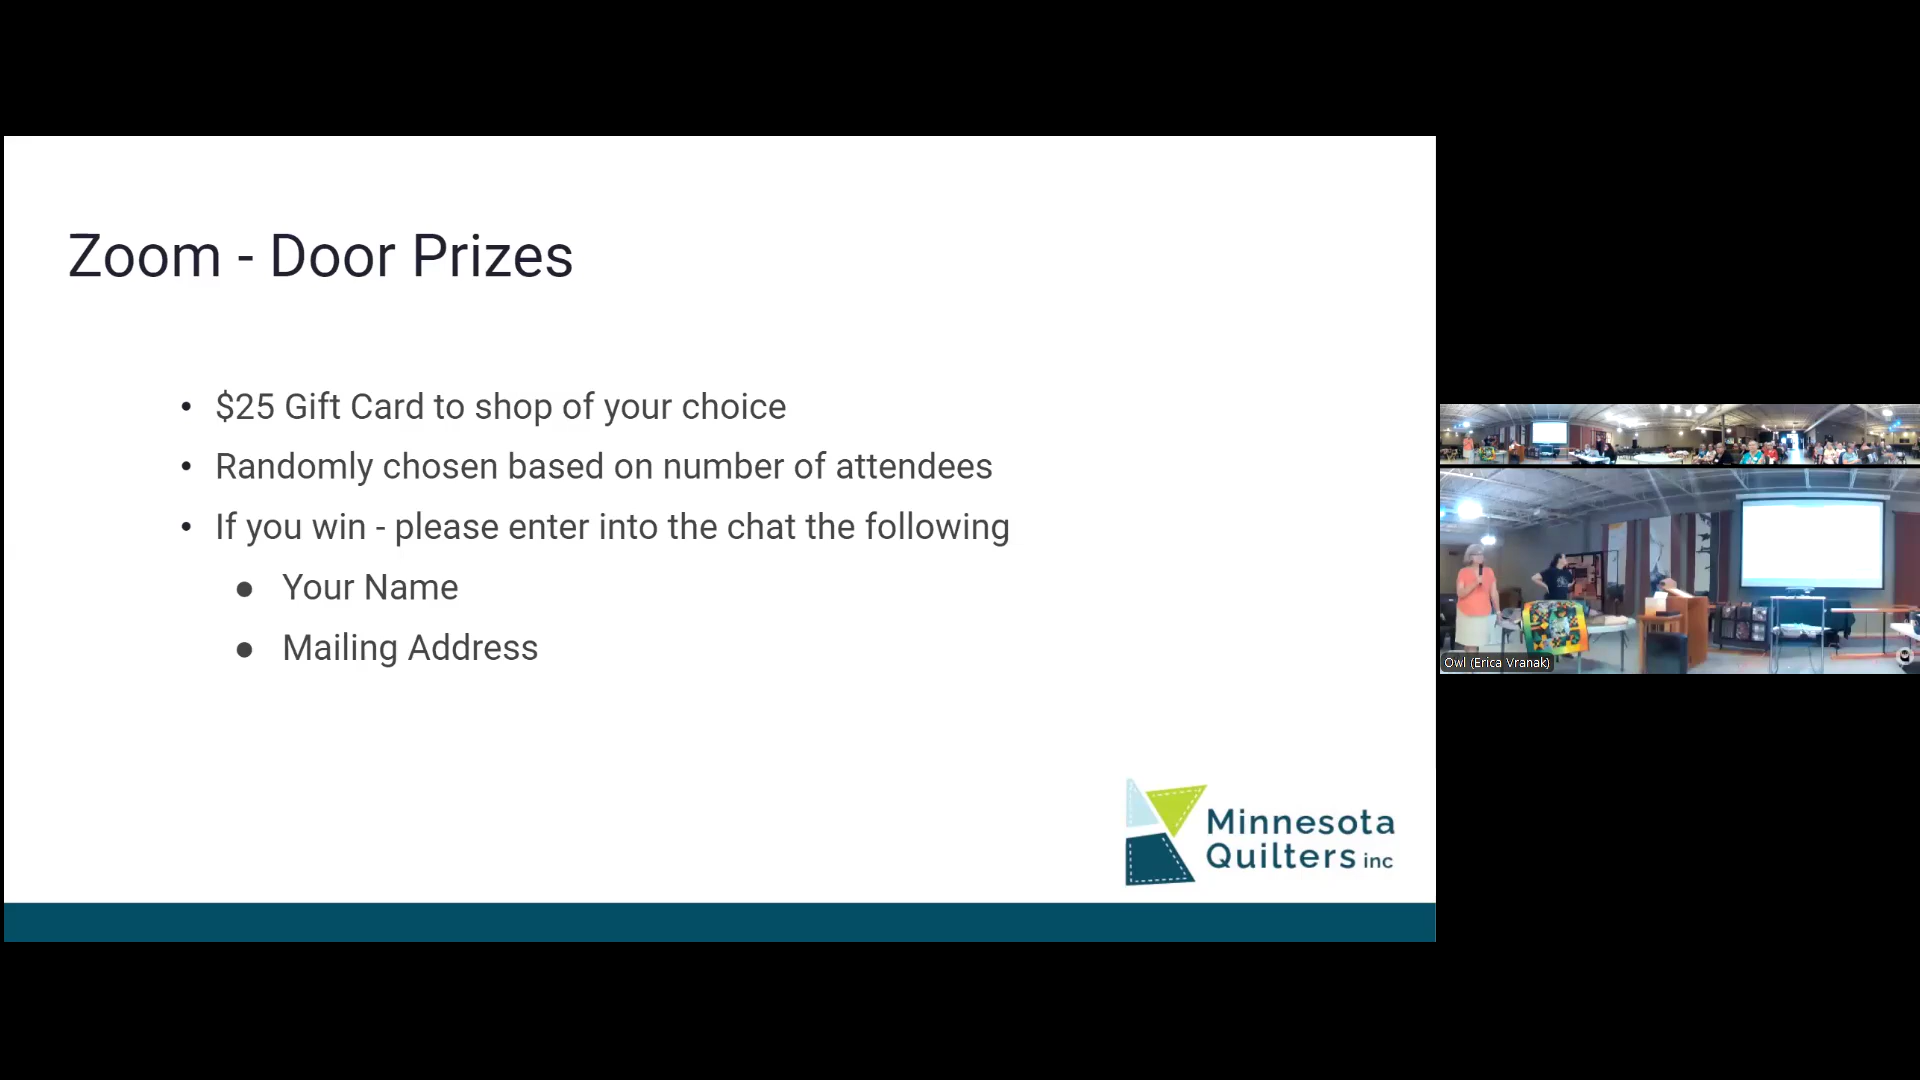 Zoom - Door Prizes
• $25 Gift Card to shop of your choice
• Randomly chosen based on number of attendees
• If you win - please enter into the chat the following
● Your Name
● Mailing Address
Minnesota
Quilters inc
Owl (Erica Vranak)